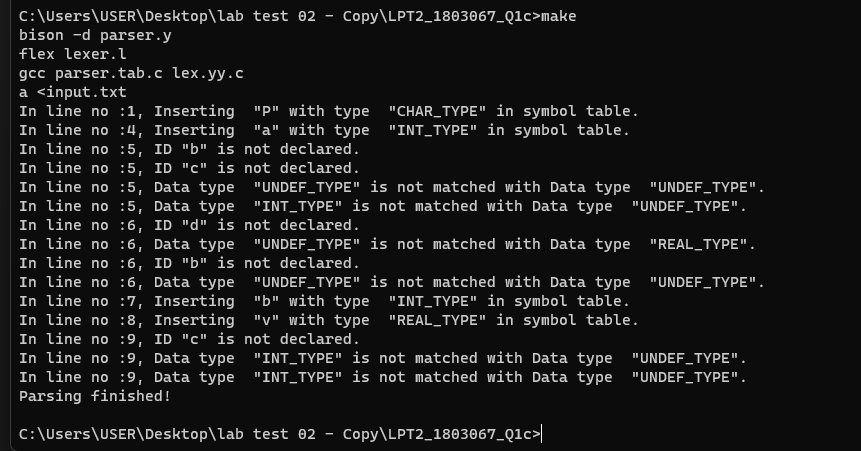 C:\Users\USER\Desktop\lab test 02 - Copy\LPT2_1803067_Q1c>make
bison -d parser.y
flex lexer.l
gcc parser.tab.c lex.yy.c
a <input.txt
In line no :1, Inserting  "P" with type  "CHAR_TYPE" in symbol table.
In line no :4, Inserting  "a" with type  "INT_TYPE" in symbol table.
In line no :5, ID "b" is not declared.
In line no :5, ID "c" is not declared.
In line no :5, Data type  "UNDEF_TYPE" is not matched with Data type  "UNDEF_TYPE".
In line no :5, Data type  "INT_TYPE" is not matched with Data type  "UNDEF_TYPE".
In line no :6, ID "d" is not declared.
In line no :6, Data type  "UNDEF_TYPE" is not matched with Data type  "REAL_TYPE".
In line no :6, ID "b" is not declared.
In line no :6, Data type  "UNDEF_TYPE" is not matched with Data type  "UNDEF_TYPE".
In line no :7, Inserting  "b" with type  "INT_TYPE" in symbol table.
In line no :8, Inserting  "v" with type  "REAL_TYPE" in symbol table.
In line no :9, ID "c" is not declared.
In line no :9, Data type  "INT_TYPE" is not matched with Data type  "UNDEF_TYPE".
In line no :9, Data type  "INT_TYPE" is not matched with Data type  "UNDEF_TYPE".
Parsing finished!
C:\Users\USER\Desktop\lab test 02 - Copy\LPT2_1803067_Q1c>